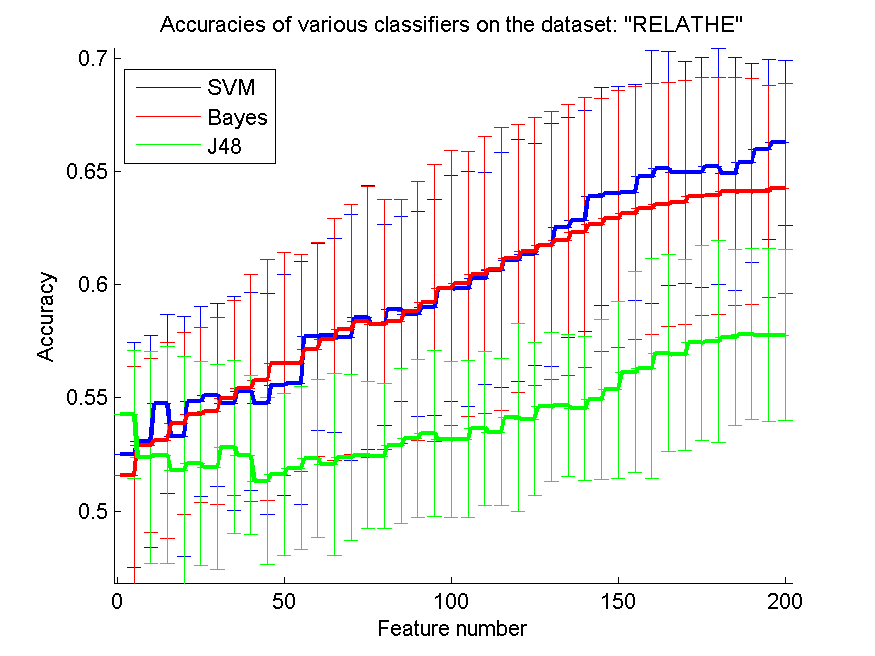 Accuracies of various classifiers on the dataset: "RELATHE"
SVM
Bayes
J48
0.7
0.65
0.6
0.55
0.5
Accuracy
0 50 100 150 200
Feature number